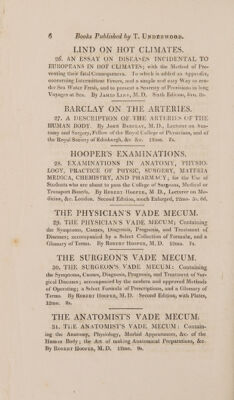 6 Books Published by T. UNDERWOOD.
LIND ON HOT CLIMATES.
26. AN ESSAY ON DISEASES INCIDENTAL TO
EUROPEANS IN HOT CLIMATES; with the Method of Pre-
venting their fatal Consequences. To which is added an Appendix,
concerning Intermittent Fevers, and a simple and easy Way to ren-
der Sea Water Fresh, and to prevent a Scarcity of Provisions in long
Voyages at Sea. By JAMES LIND, M.D. Sixth Edition, 8vo.
BARCLAY ON THE ARTERIES.
27. A DESCRIPTION OF THE ARTERIES OF THE
HUMAN BODY. By JOHN BARCLAY, M.D., Lecturer on Ana-
tomy and Surgery, Fellow of the Royal College of Physicians, and of
the Royal Society of Edinburgh, &c. &c. 12mo.
HOOPER'S EXAMINATIONS.
28. EXAMINATIONS IN ANATOMY, PHYSIO-
LOGY, PRACTICE OF PHYSIC, SURGERY, MATERIA
MEDICA, CHEMISTRY, AND PHARMACY; for the Use of
Students who are about to pass the College of Surgeons, Medical or
Transport Boards. By ROBERT HOOPER, M.D., Lecturer on Me-
dicine, &c. London. Second Edition, much Enlarged, 12mo 5s. 6d.
THE PHYSICIAN'S VADE MECUM.
29. THE PHYSICIAN'S VADE MECUM; Containing
the Symptoms, Causes, Diagnosis, Prognosis, and Treatment of
Diseases; accompanied by a Select Collection of Formulæ, and a
Glossary of Terms. By ROBERT HOOPER, M.D. 12mo. 7s.
THE SURGEON'S VADE MECUM.
30. THE SURGEON'S VADE MECUM: Containing
the Symptoms, Causes, Diagnosis, Prognosis, and Treatment of Sur-
gical Diseases; accompanied by the modern and approved Methods
of Operating; a Select Formulæ of Prescriptions, and a Glossary of
Terms. By ROBERT HOOPER, M.D. Second Edition, with Plates,
12mo. 9s.
THE ANATOMIST'S VADE MECUM.
31. THE ANATOMIST'S VADE MECUM: Contain-
ing the Anatomy, Physiology, Morbid Appearances, &c. of the
Human Body; the Art of making Anatomical Preparations, &c.
By ROBERT HOOPER, M.D. 12mo. 9s.